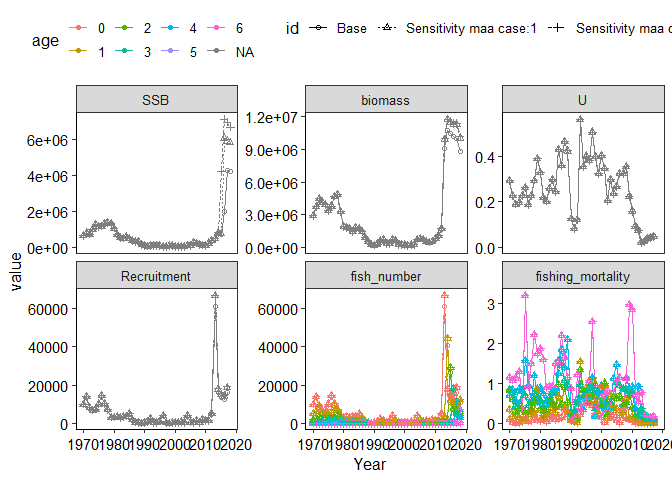 age 0 2 4 6 id Base Sensitivity maa case:1 Sensitivity maa c
1 3 5 NA
SSB biomass U
6e+06 4e+06 2e+06 0e+00
1.2e+07 9.0e+06 6.0e+06 3.0e+06 0.0e+00
0.4 0.2 0.0
value
Recruitment fish_number fishing_mortality
60000 40000 20000 0
60000 40000 20000 0
3 2 1 0
1970 1980 1990 2000 2010 2020 1970 1980 1990 2000 2010 2020 1970 1980 1990 2000 2010 2020
Year